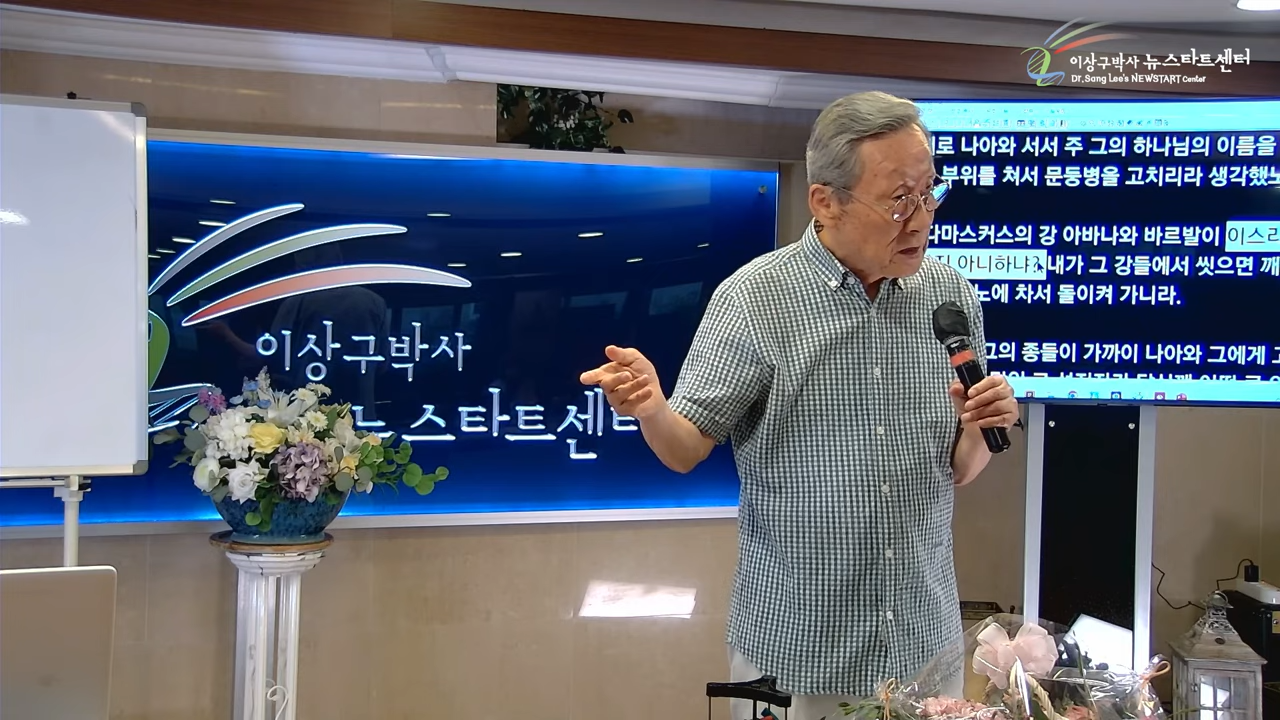 이상구박사 뉴스타트센터
Dr. Sang Lee's NEWSTART Center
나아와 서서 주 그의 하나님의 이름을
부위를 쳐서 문둥병을 고치리라 생각했노
다마스커스의 강 아바나와 바르발이 이스라
아니하냐? 내가 그 강들에서 씻으면 깨
노에 차서 돌이켜 가니라.
그의 종들이 가까이 나아와 그에게
이상구박사
뉴스타트센터